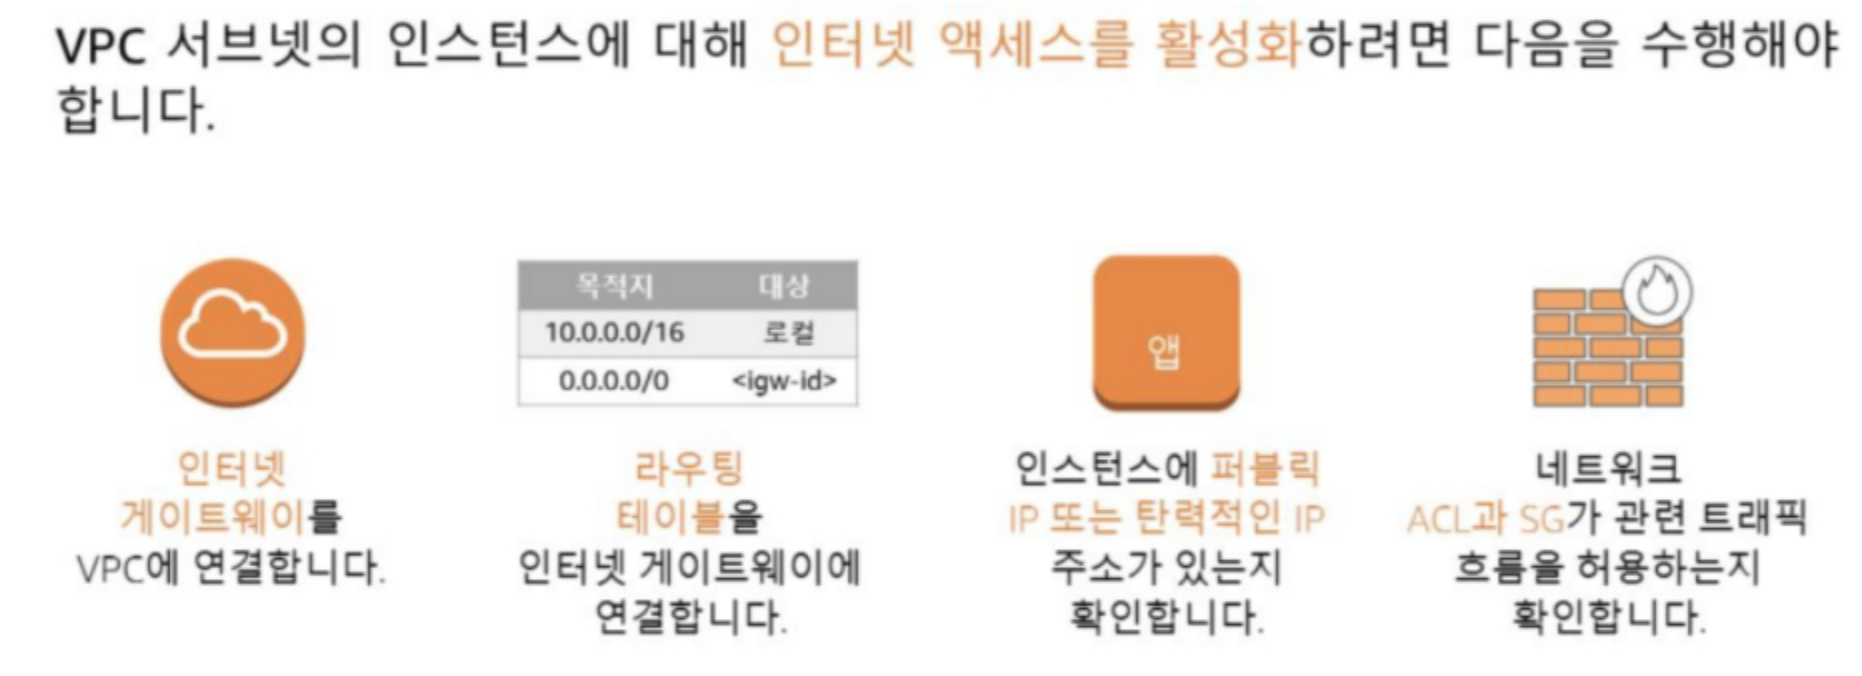 VPC 서브넷의 인스턴스에 대해 인터넷 액세스를 활성화하려면 다음을 수행해야
합니다.
목적지 대상
10.0.0.0/16 로컬
0.0.0.0/0 <igw-id>
앱
인터넷
게이트웨이를
VPC에 연결합니다.
라우팅
테이블을
인터넷 게이트웨이에
연결합니다.
인스턴스에 퍼블릭
IP 또는 탄력적인 IP
주소가 있는지
확인합니다.
네트워크
ACL과 SG가 관련 트래픽
흐름을 허용하는지
확인합니다.